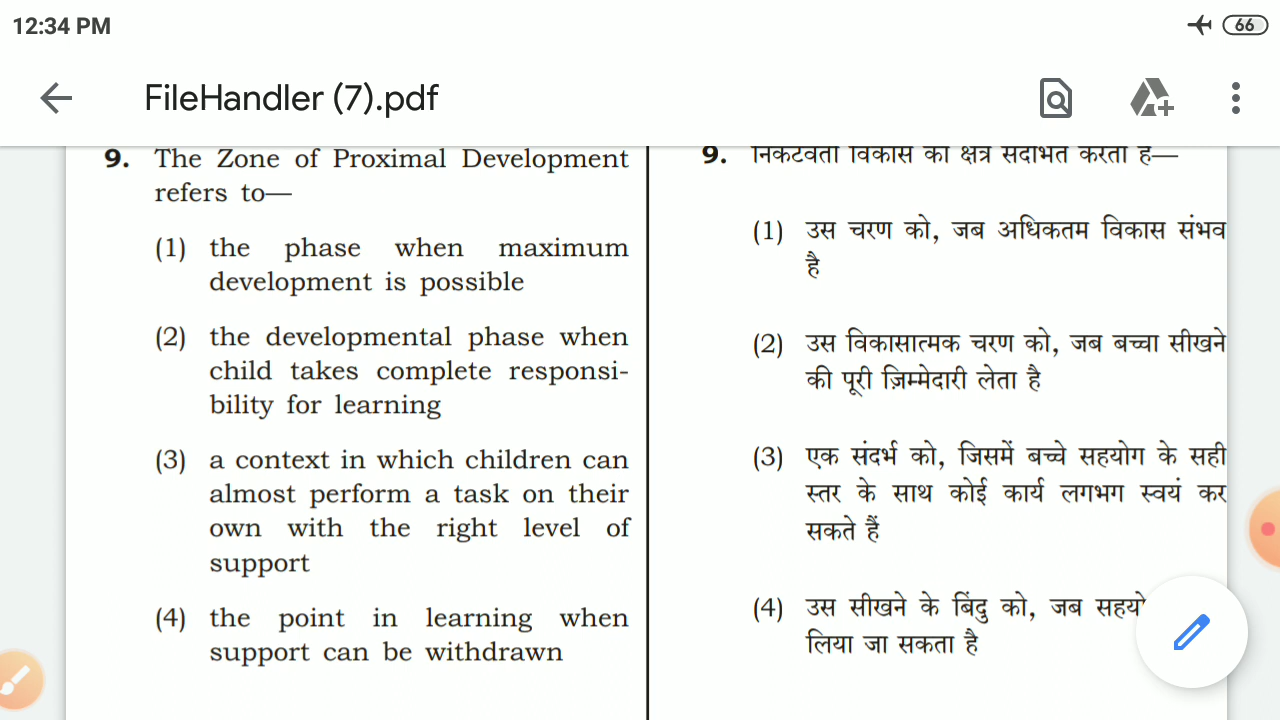 12:34 PM
66
FileHandler (7).pdf
9. The Zone of Proximal Development
refers to—
(1) the phase when maximum
development is possible
(2) the developmental phase when
child takes complete responsi-
bility for learning
(3) a context in which children can
almost perform a task on their
own with the right level of
support
(4) the point in learning when
support can be withdrawn
9. निकटवर्ती विकास का क्षेत्र संदर्भित करता है—
(1) उस चरण को, जब अधिकतम विकास संभव
है
(2) उस विकासात्मक चरण को, जब बच्चा सीखने
की पूरी ज़िम्मेदारी लेता है
(3) एक संदर्भ को, जिसमें बच्चे सहयोग के सही
स्तर के साथ कोई कार्य लगभग स्वयं कर
सकते हैं
(4) उस सीखने के बिंदु को, जब
लिया जा सकता है